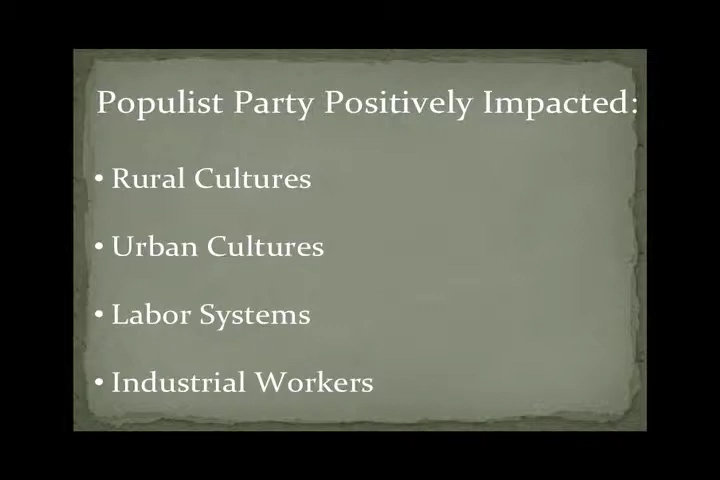 Populist Party Positively Impacted:
• Rural Cultures
• Urban Cultures
• Labor Systems
• Industrial Workers